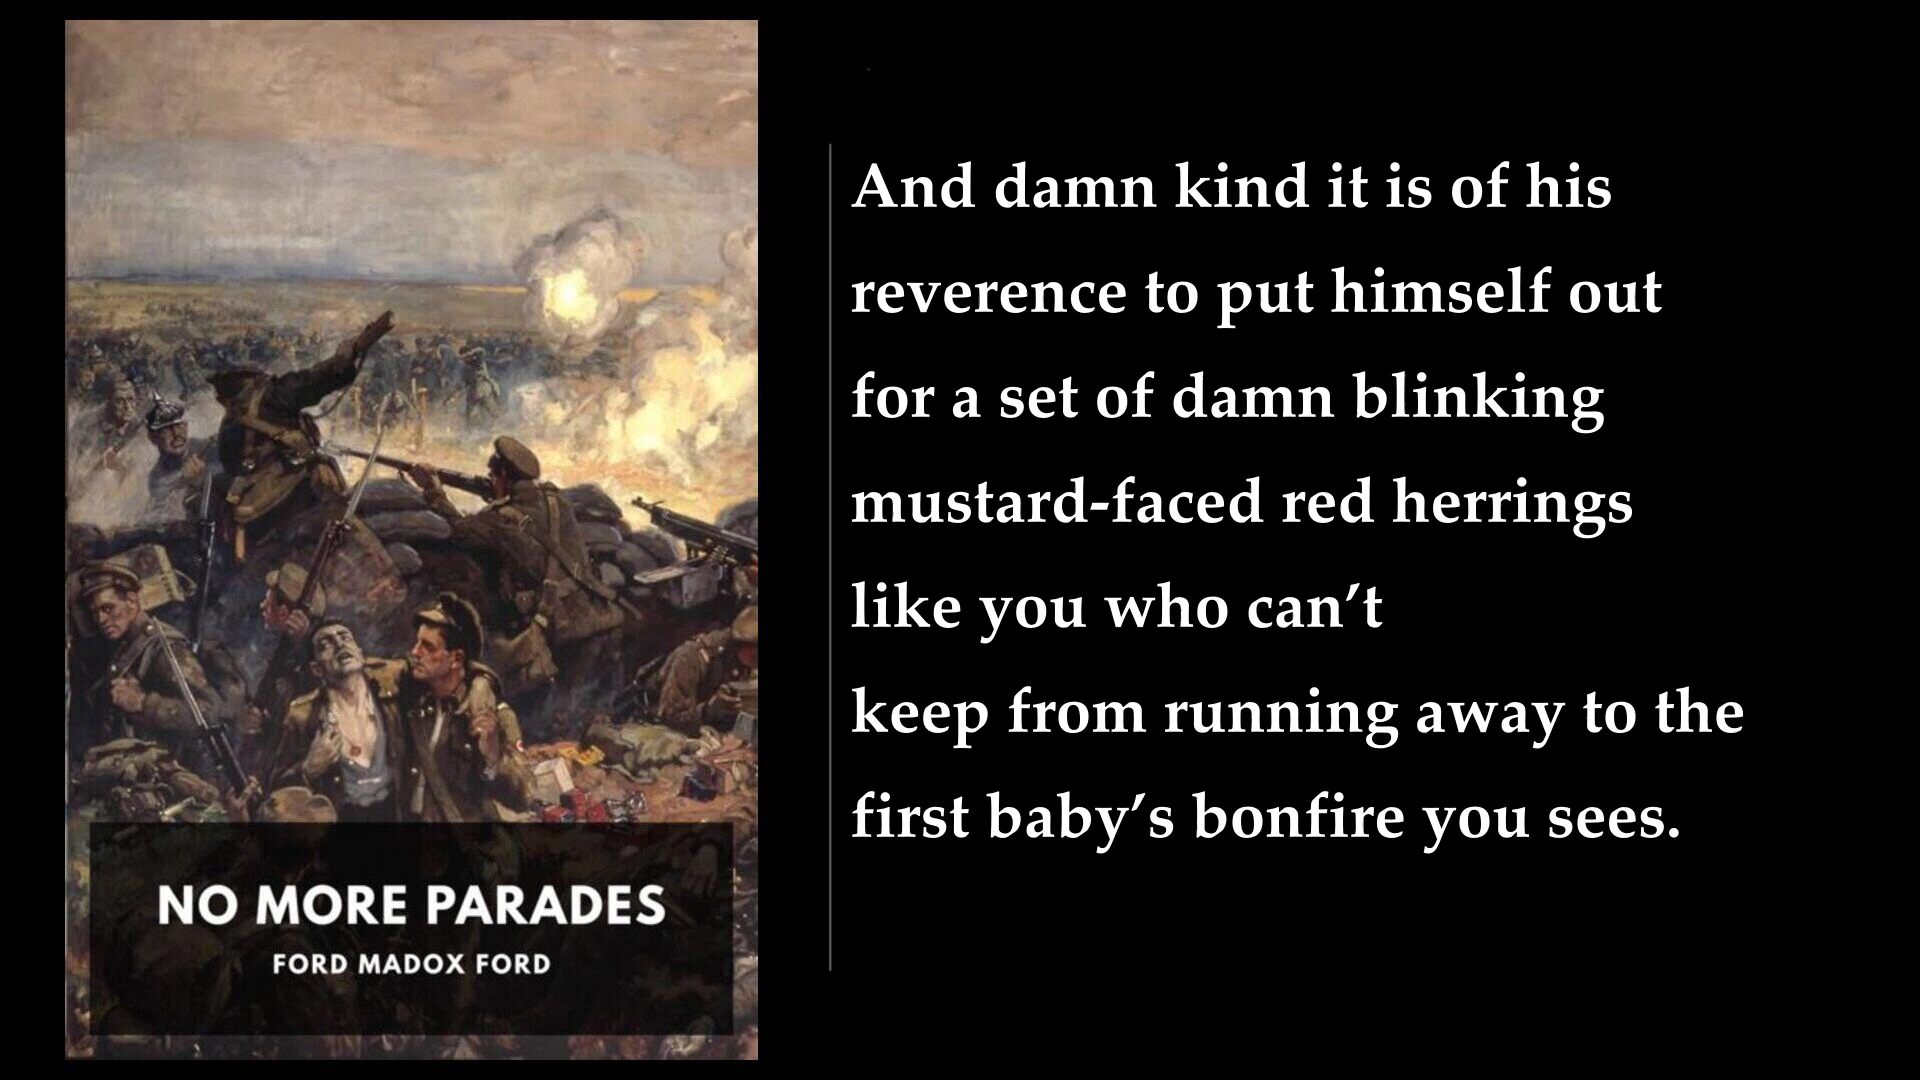 And damn kind it is of his
reverence to put himself out
for a set of damn blinking
mustard-faced red herrings
like you who can’t
keep from running away to the
first baby’s bonfire you sees.
NO MORE PARADES
FORD MADOX FORD